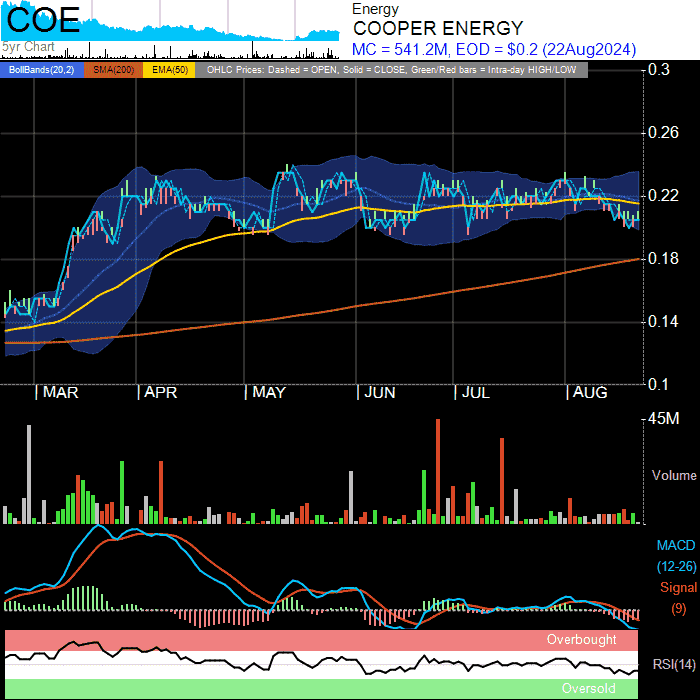 COE
5yr Chart
Energy
COOPER ENERGY
MC = 541.2M, EOD = $0.2 (22Aug2024)
BollBands(20,2) SMA(200) EMA(50) OHLC Prices: Dashed = OPEN, Solid = CLOSE, Green/Red bars = Intra-day HIGH/LOW
0.3
0.26
0.22
0.18
0.14
0.1
| MAR | APR | MAY | JUN | JUL | AUG
45M
Volume
MACD
(12-26)
Signal
(9)
Overbought
RSI(14)
Oversold